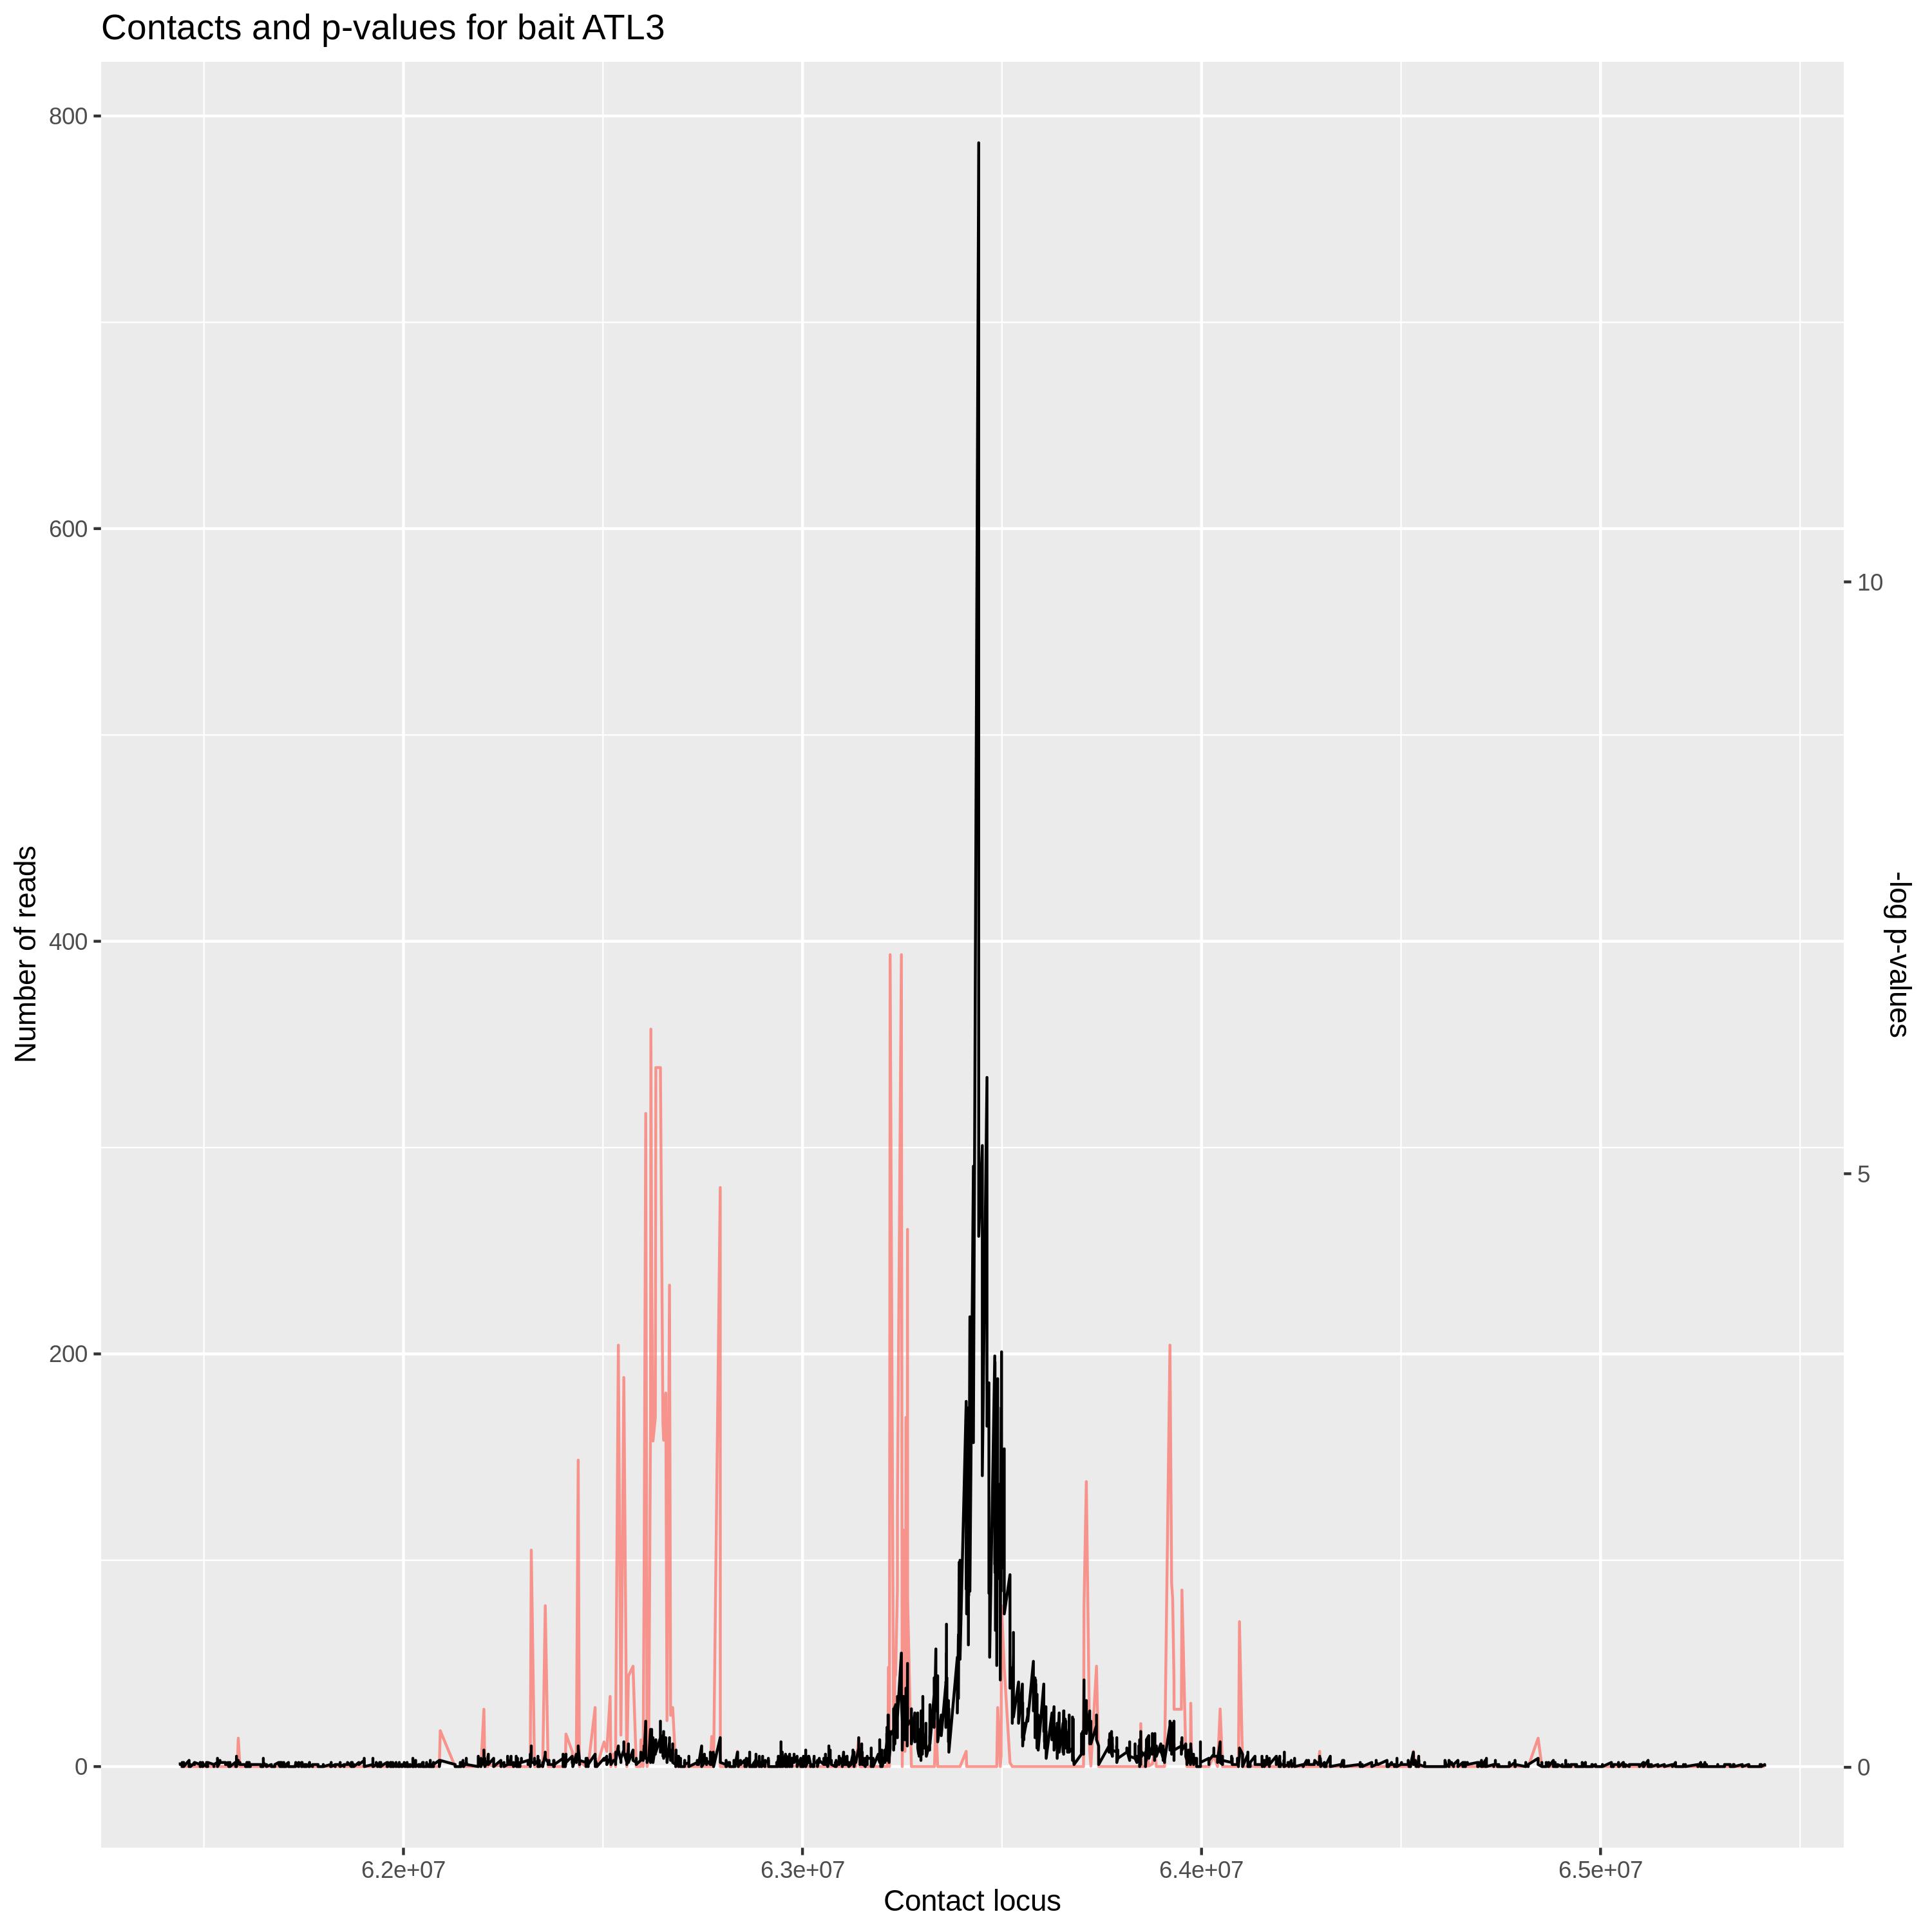 Contacts and p-values for bait ATL3
800
600
400
200
0
Number of reads
10
5
0
-log p-values
6.2e+07
6.3e+07
6.4e+07
6.5e+07
Contact locus